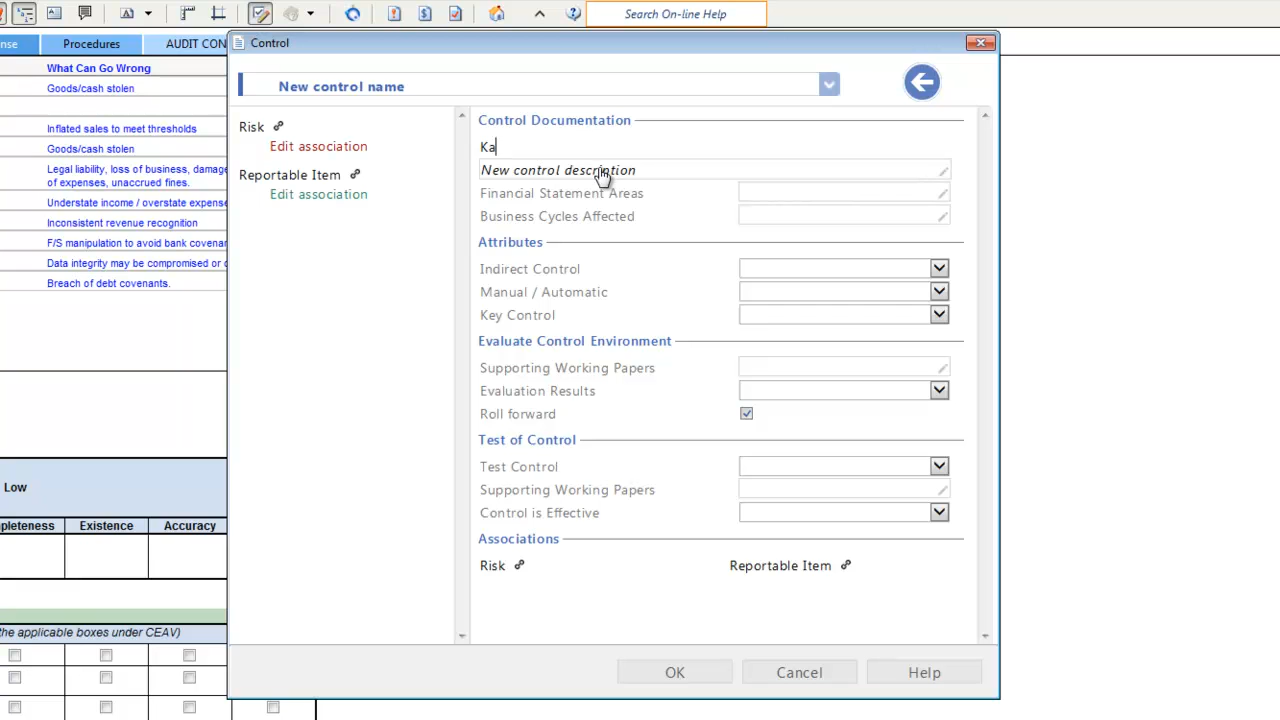 Search On-line Help
nse
Procedures
AUDIT CON
Control
What Can Go Wrong
Goods/cash stolen
Inflated sales to meet thresholds
Goods/cash stolen
Legal liability, loss of business, damage
of expenses, unaccrued fines.
Understate income / overstate expense
Inconsistent revenue recognition
F/S manipulation to avoid bank covenan
Data integrity may be compromised or
Breach of debt covenants.
Low
pleteness
Existence
Accuracy
the applicable boxes under CEAV)
New control name
Risk
Edit association
Reportable Item
Edit association
Control Documentation
Ka
New control description
Financial Statement Areas
Business Cycles Affected
Attributes
Indirect Control
Manual / Automatic
Key Control
Evaluate Control Environment
Supporting Working Papers
Evaluation Results
Roll forward
Test of Control
Test Control
Supporting Working Papers
Control is Effective
Associations
Risk
Reportable Item
OK
Cancel
Help